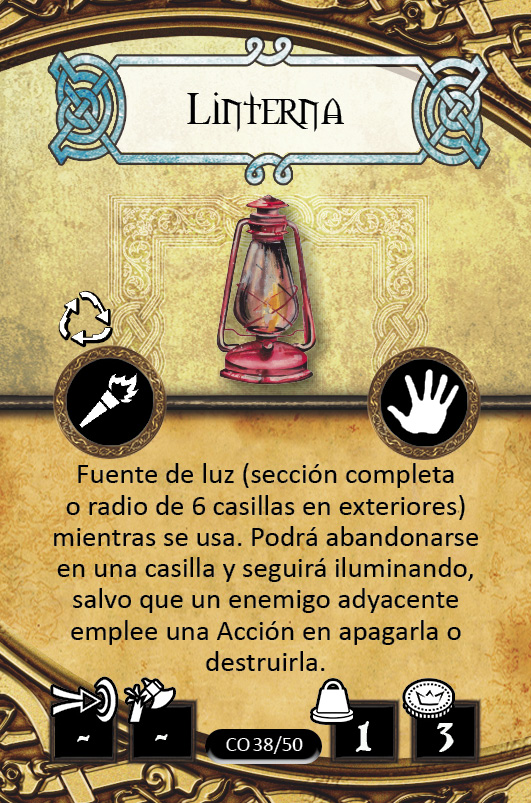 Linterna
Fuente de luz (sección completa
o radio de 6 casillas en exteriores)
mientras se usa. Podrá abandonarse
en una casilla y seguirá iluminando,
salvo que un enemigo adyacente
emplee una Acción en apagarla o
destruirla.
~ ~ CO 38/50 1 3